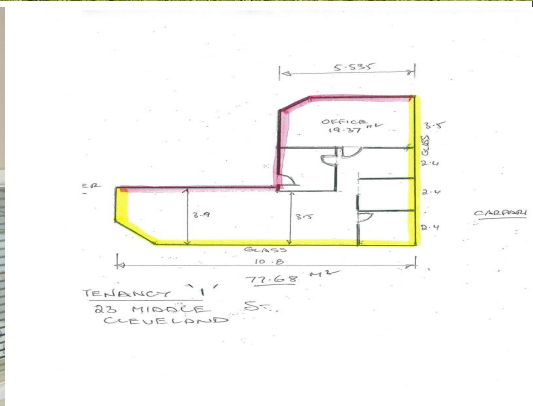 5.535
OFFICE
19.37 m²
3.5
GLASS
2.4
2.4
2.4
ER
3.9
3.5
GLASS
10.8
77.68 M²
TENANCY '1'
23 MIDDLE ST.
CLEVELAND